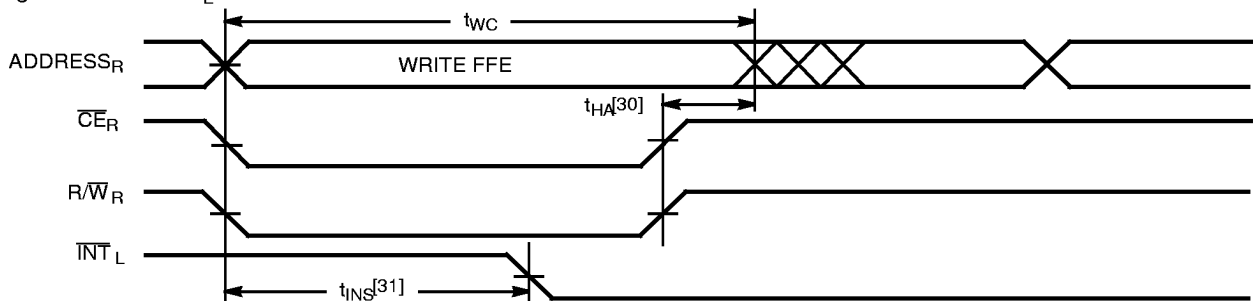 L
tWC
ADDRESSR
WRITE FFE
tHA[30]
CER
R/WR
INTL
tINS[31]